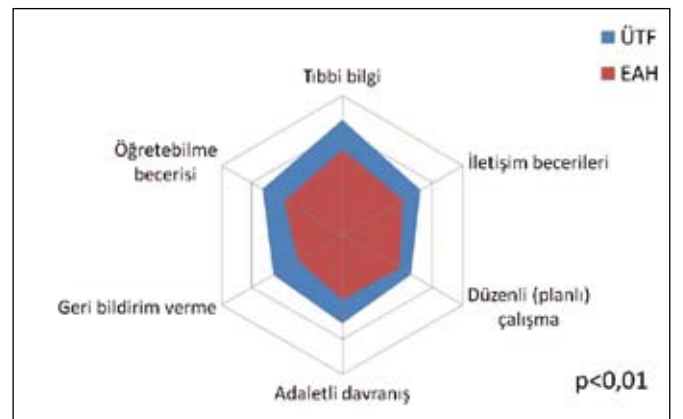 ÜTF
EAH
Tıbbi bilgi
Öğretebilme
becerisi
İletişim becerileri
Geri bildirim verme
Düzenli (planlı)
çalışma
Adaletli davranış
p<0,01